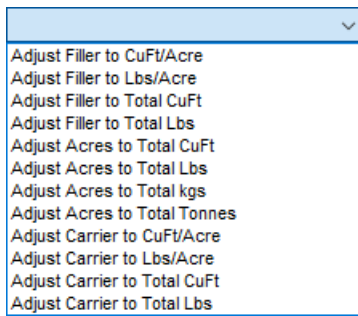 Adjust Filler to CuFt/Acre
Adjust Filler to Lbs/Acre
Adjust Filler to Total CuFt
Adjust Filler to Total Lbs
Adjust Acres to Total CuFt
Adjust Acres to Total Lbs
Adjust Acres to Total kgs
Adjust Acres to Total Tonnes
Adjust Carrier to CuFt/Acre
Adjust Carrier to Lbs/Acre
Adjust Carrier to Total CuFt
Adjust Carrier to Total Lbs